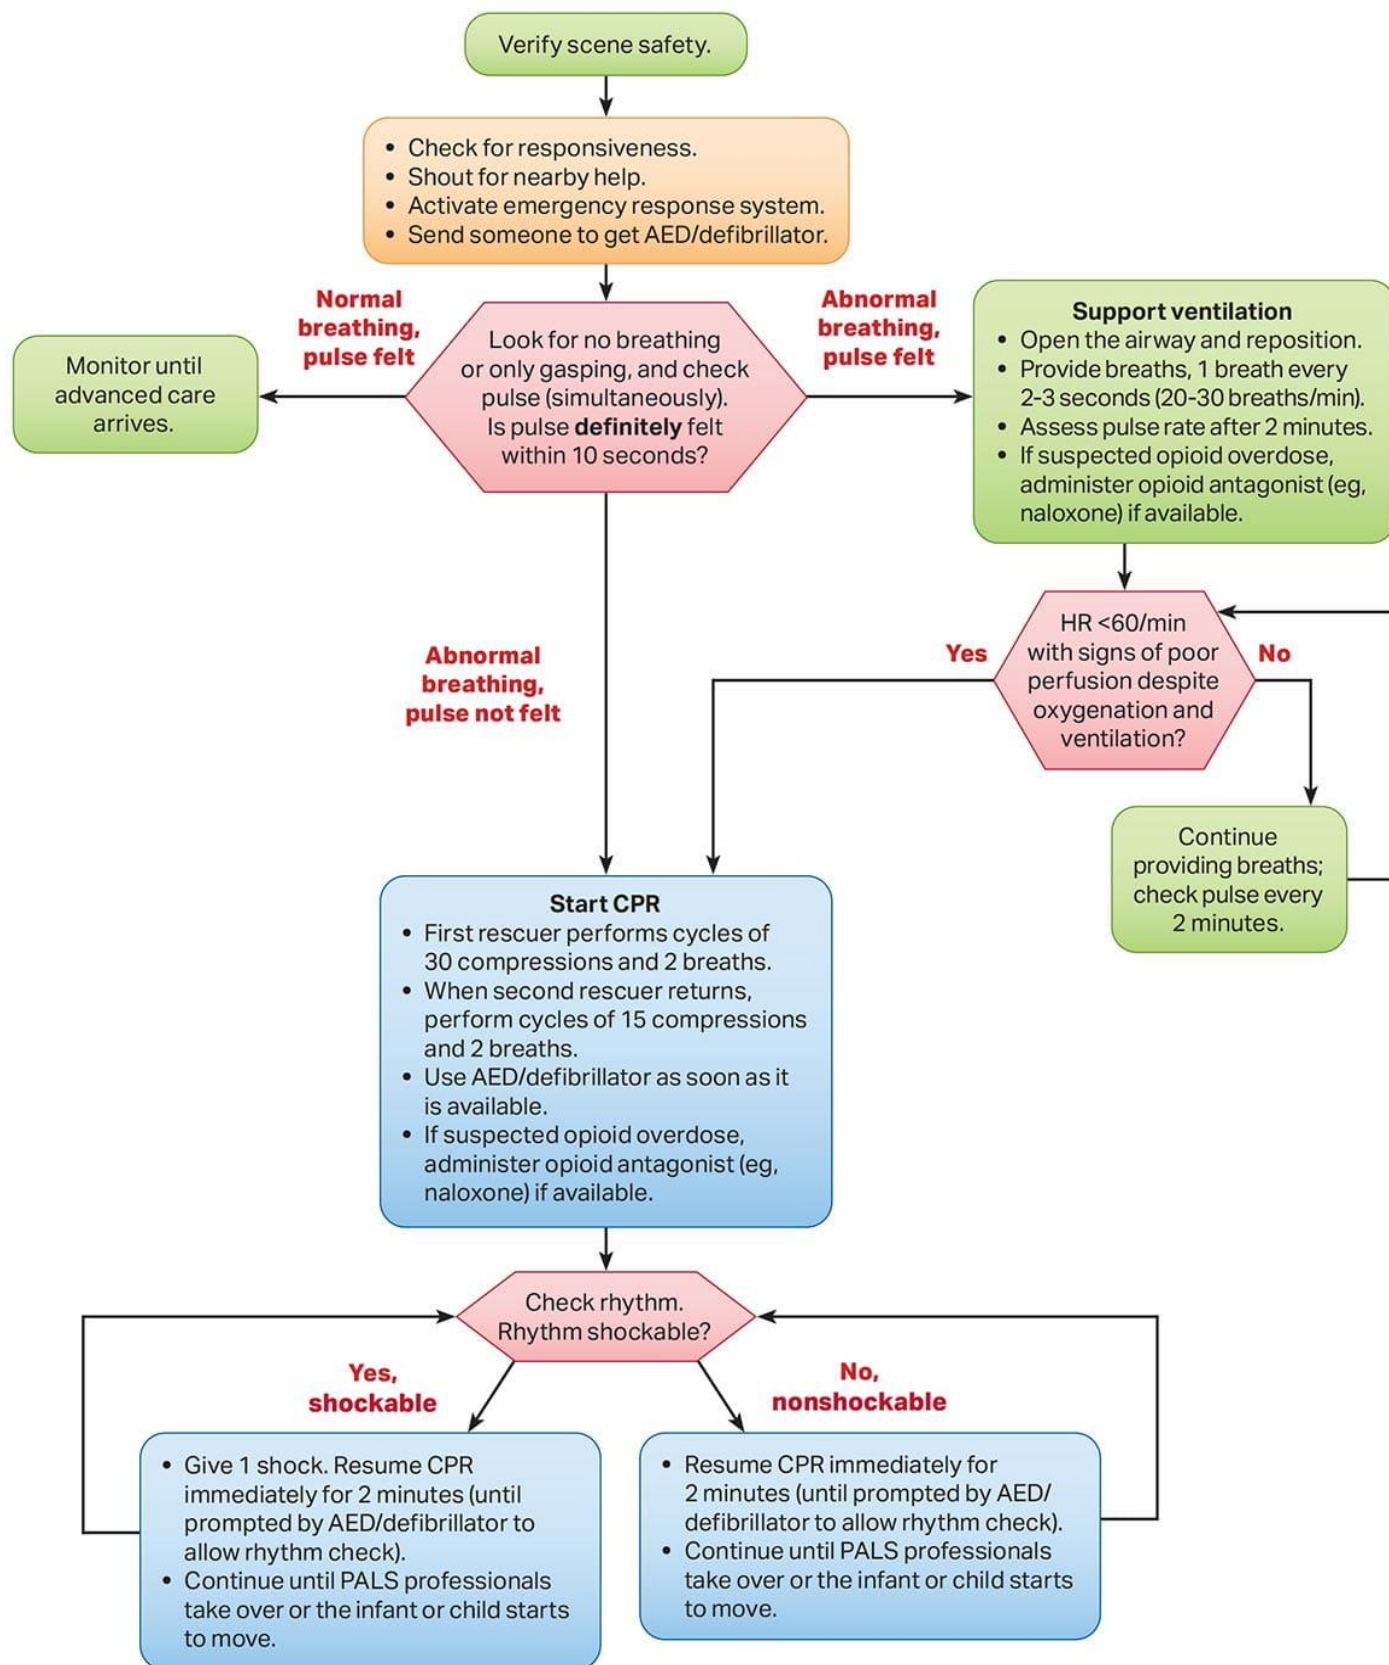 Verify scene safety.
• Check for responsiveness.
• Shout for nearby help.
• Activate emergency response system.
• Send someone to get AED/defibrillator.
Normal
breathing,
pulse felt
Abnormal
breathing,
pulse felt
Look for no breathing
or only gasping, and check
pulse (simultaneously).
Is pulse definitely felt
within 10 seconds?
Monitor until
advanced care
arrives.
Support ventilation
• Open the airway and reposition.
• Provide breaths, 1 breath every
2-3 seconds (20-30 breaths/min).
• Assess pulse rate after 2 minutes.
• If suspected opioid overdose,
administer opioid antagonist (eg,
naloxone) if available.
Abnormal
breathing,
pulse not felt
Yes
HR <60/min
with signs of poor
perfusion despite
oxygenation and
ventilation?
No
Continue
providing breaths;
check pulse every
2 minutes.
Start CPR
• First rescuer performs cycles of
30 compressions and 2 breaths.
• When second rescuer returns,
perform cycles of 15 compressions
and 2 breaths.
• Use AED/defibrillator as soon as it
is available.
• If suspected opioid overdose,
administer opioid antagonist (eg,
naloxone) if available.
Check rhythm.
Rhythm shockable?
Yes,
shockable
No,
nonshockable
• Give 1 shock. Resume CPR
immediately for 2 minutes (until
prompted by AED/defibrillator to
allow rhythm check).
• Continue until PALS professionals
take over or the infant or child starts
to move.
• Resume CPR immediately for
2 minutes (until prompted by AED/
defibrillator to allow rhythm check).
• Continue until PALS professionals
take over or the infant or child starts
to move.